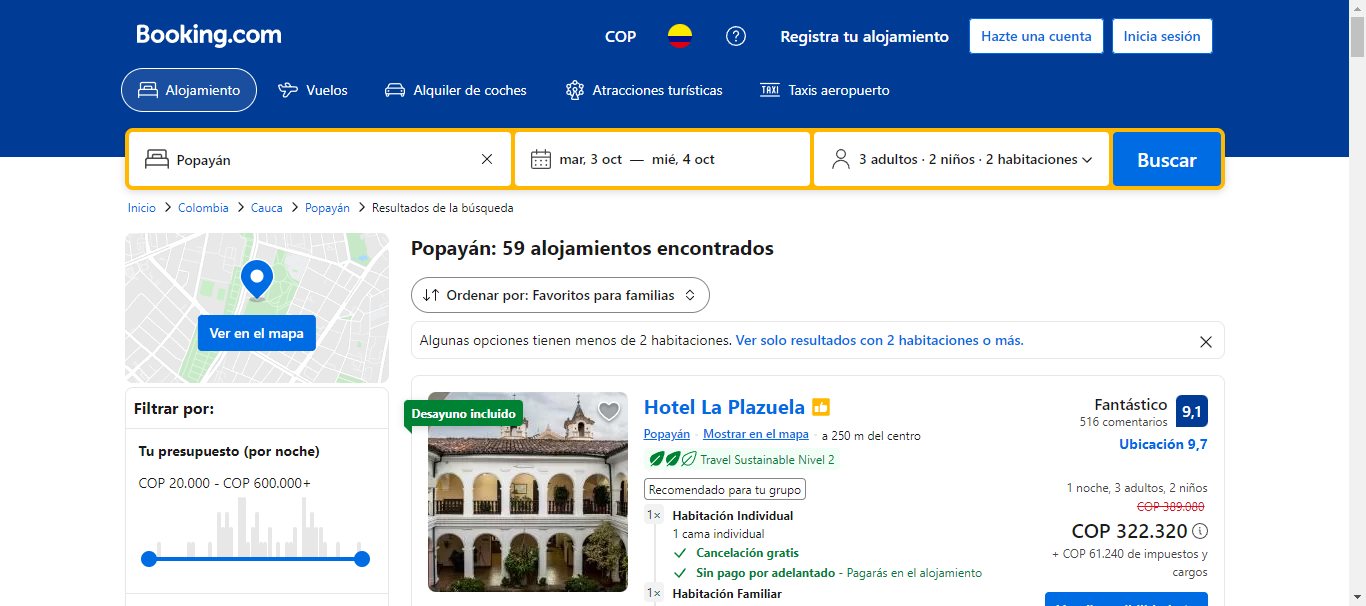 Booking.com
COP
Registra tu alojamiento
Hazte una cuenta
Inicia sesión
Alojamiento
Vuelos
Alquiler de coches
Atracciones turísticas
TAXI
Taxis aeropuerto
Popayán
mar, 3 oct — mié, 4 oct
3 adultos · 2 niños · 2 habitaciones
Buscar
Inicio > Colombia > Cauca > Popayán > Resultados de la búsqueda
Ver en el mapa
Filtrar por:
Tu presupuesto (por noche)
COP 20.000 - COP 600.000+
Popayán: 59 alojamientos encontrados
Ordenar por: Favoritos para familias
Algunas opciones tienen menos de 2 habitaciones. Ver solo resultados con 2 habitaciones o más.
Desayuno incluido
Hotel La Plazuela
Popayán · Mostrar en el mapa · a 250 m del centro
Travel Sustainable Nivel 2
Recomendado para tu grupo
1× Habitación Individual
1 cama individual
Cancelación gratis
Sin pago por adelantado - Pagarás en el alojamiento
1× Habitación Familiar
Fantástico
516 comentarios
9,1
Ubicación 9,7
1 noche, 3 adultos, 2 niños
COP 389.080
COP 322.320
+ COP 61.240 de impuestos y
cargos